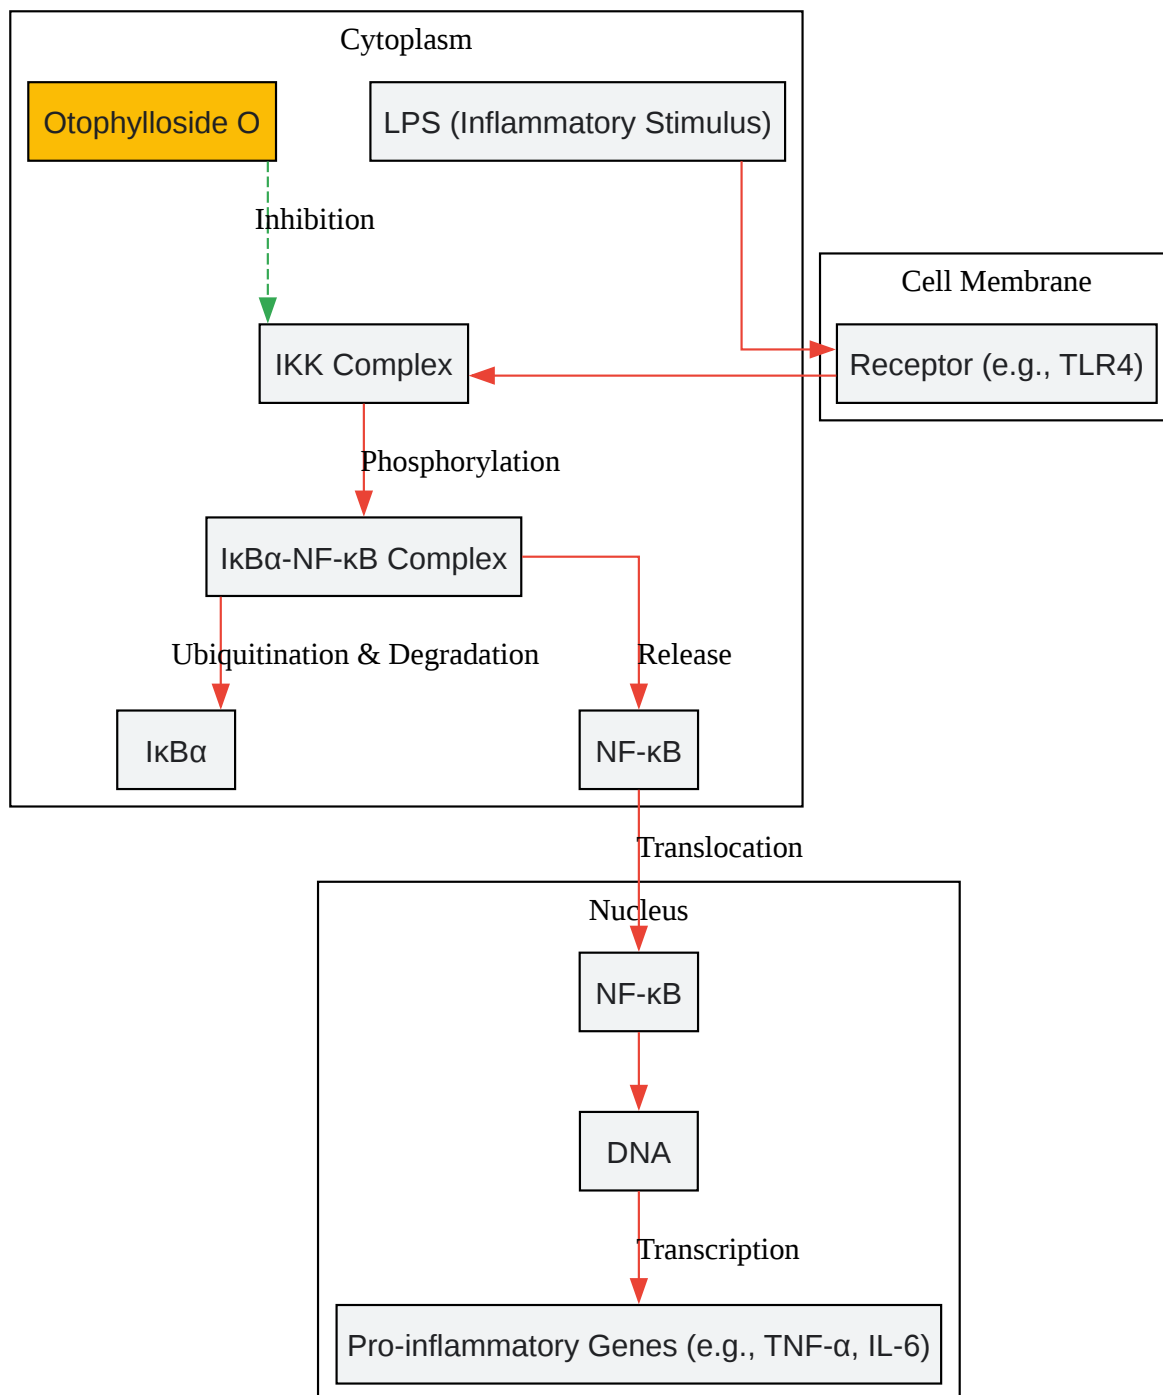 Cytoplasm
Otophylloside O
LPS (Inflammatory Stimulus)
Inhibition
Cell Membrane
IKK Complex
Receptor (e.g., TLR4)
Phosphorylation
IκBα-NF-κB Complex
Ubiquitination & Degradation
Release
IκBα
NF-κB
Translocation
Nucleus
NF-κB
DNA
Transcription
Pro-inflammatory Genes (e.g., TNF-α, IL-6)